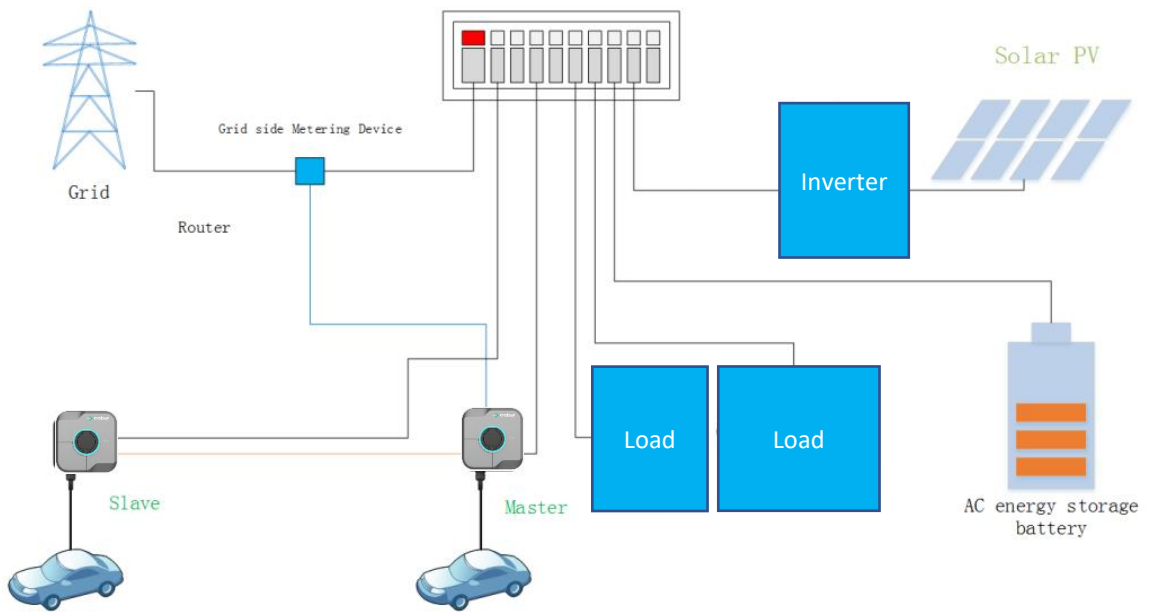 Solar PV
Grid side Metering Device
Inverter
Grid
Router
Load
Load
Slave
Master
AC energy storage
battery